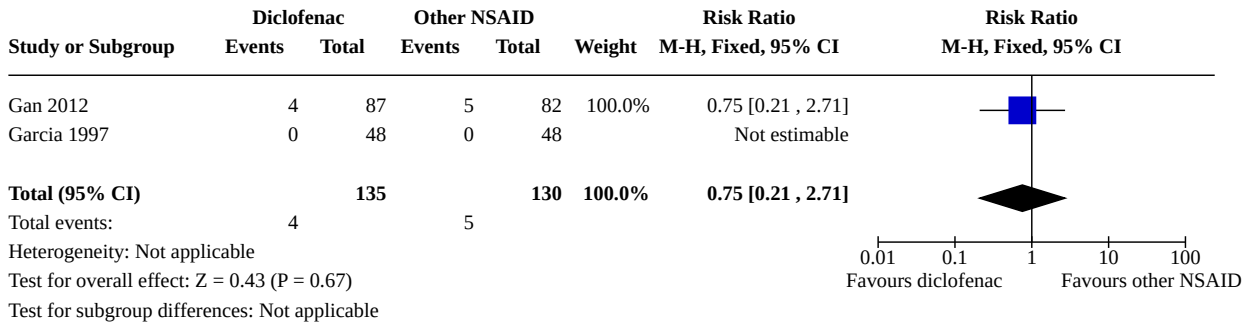 Diclofenac Other NSAID Risk Ratio Risk Ratio
Study or Subgroup Events Total Events Total Weight M-H, Fixed, 95% CI M-H, Fixed, 95% CI
Gan 2012 4 87 5 82 100.0% 0.75 [0.21 , 2.71]
Garcia 1997 0 48 0 48 Not estimable
Total (95% CI) 135 130 100.0% 0.75 [0.21 , 2.71]
Total events: 4 5
Heterogeneity: Not applicable 0.01 0.1 1 10 100
Test for overall effect: Z = 0.43 (P = 0.67) Favours diclofenac Favours other NSAID
Test for subgroup differences: Not applicable